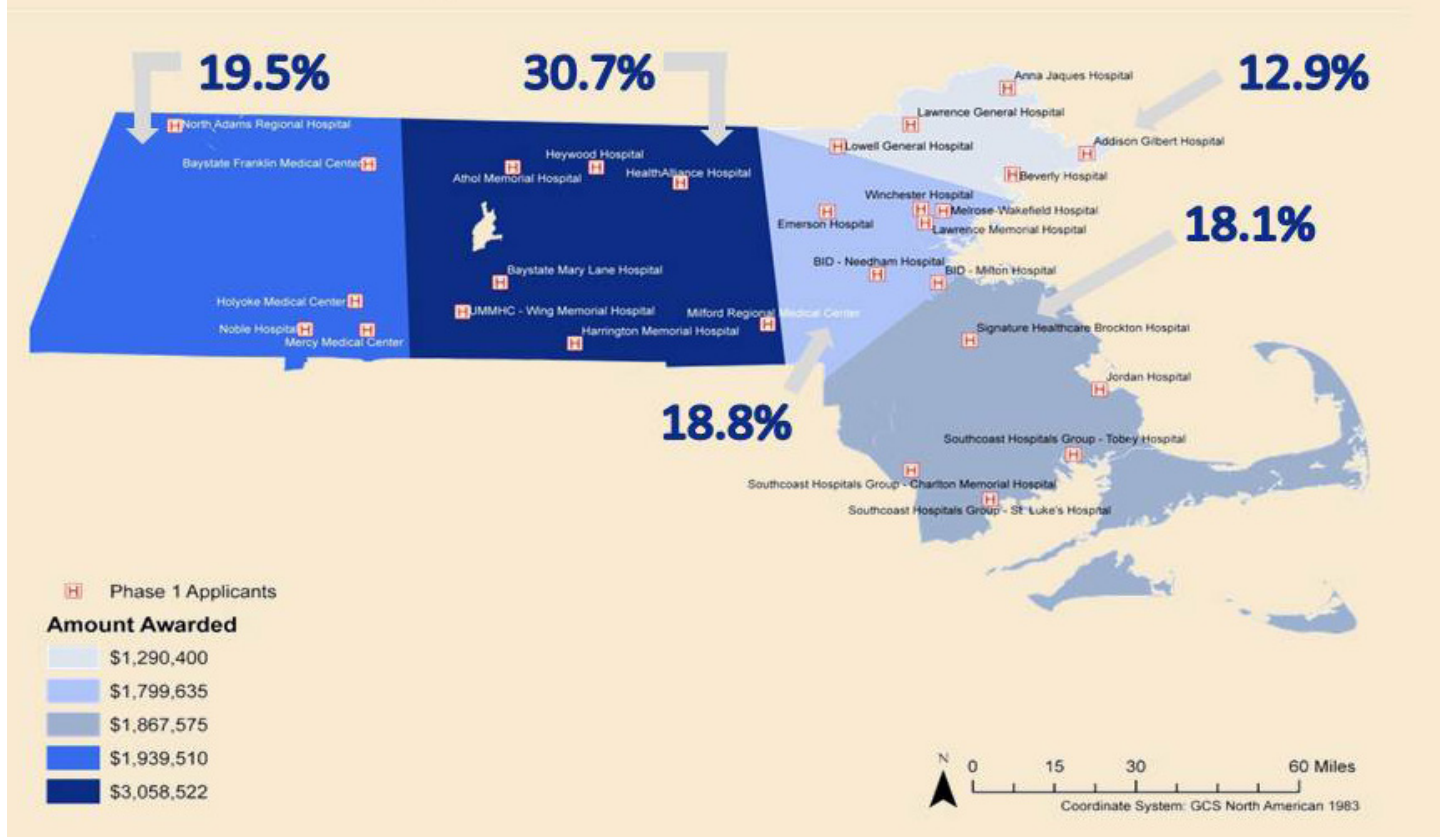 19.5%
30.7%
12.9%
Anna Jaques Hospital
Lawrence General Hospital
North Adams Regional Hospital
Addison Gilbert Hospital
Lowell General Hospital
Heywood Hospital
Baystate Franklin Medical Center
HealthAlliance Hospital
Athol Memorial Hospital
Beverly Hospital
Winchester Hospital
Melrose-Wakefield Hospital
18.1%
Emerson Hospital
Lawrence Memorial Hospital
BID - Needham Hospital
BID - Milton Hospital
Baystate Mary Lane Hospital
Holyoke Medical Center
UMMHC - Wing Memorial Hospital
Milford Regional Medical Center
Noble Hospital
Harrington Memorial Hospital
Signature Healthcare Brockton Hospital
Mercy Medical Center
Jordan Hospital
18.8%
Southcoast Hospitals Group - Tobey Hospital
Southcoast Hospitals Group - Charlton Memorial Hospital
Southcoast Hospitals Group - St. Luke's Hospital
H Phase 1 Applicants
Amount Awarded
$1,290,400
$1,799,635
$1,867,575
$1,939,510
$3,058,522
N
0 15 30 60 Miles
Coordinate System: GCS North American 1983